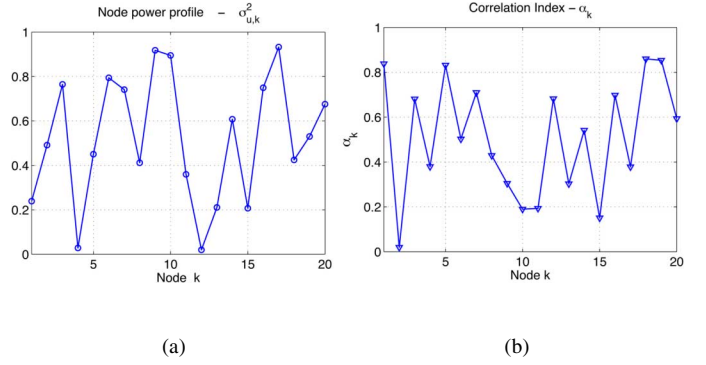 Node power profile – σ²u,k
1
0.8
0.6
0.4
0.2
0
5
10
15
20
Node k
(a)
Correlation Index – αk
1
0.8
0.6
0.4
0.2
0
αk
5
10
15
20
Node k
(b)